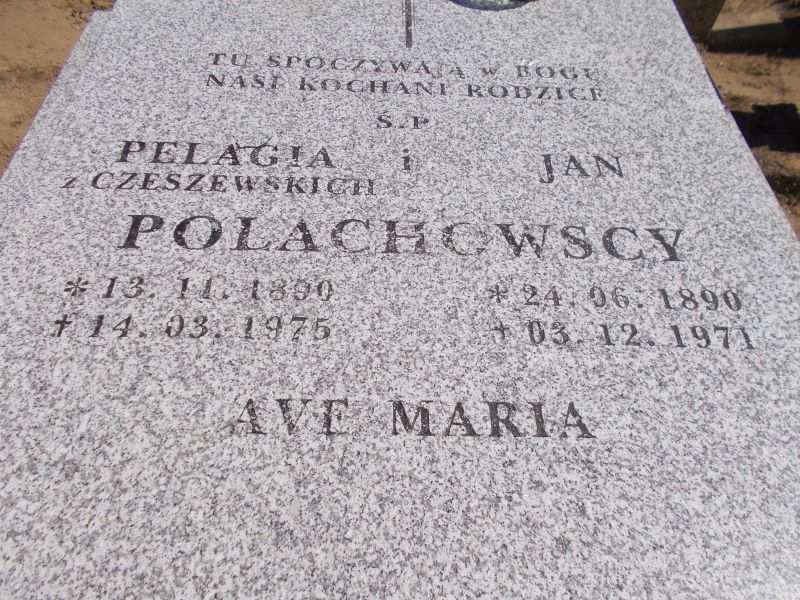 TU SPOCZYWAJĄ W BOGU
NASI KOCHANI RODZICE
S.P
PELAGIA i JAN
z CZESZEWSKICH
POLACHOWSCY
* 13. 11. 1890 * 24. 06. 1890
† 14. 03. 1975 † 03. 12. 1971
AVE MARIA